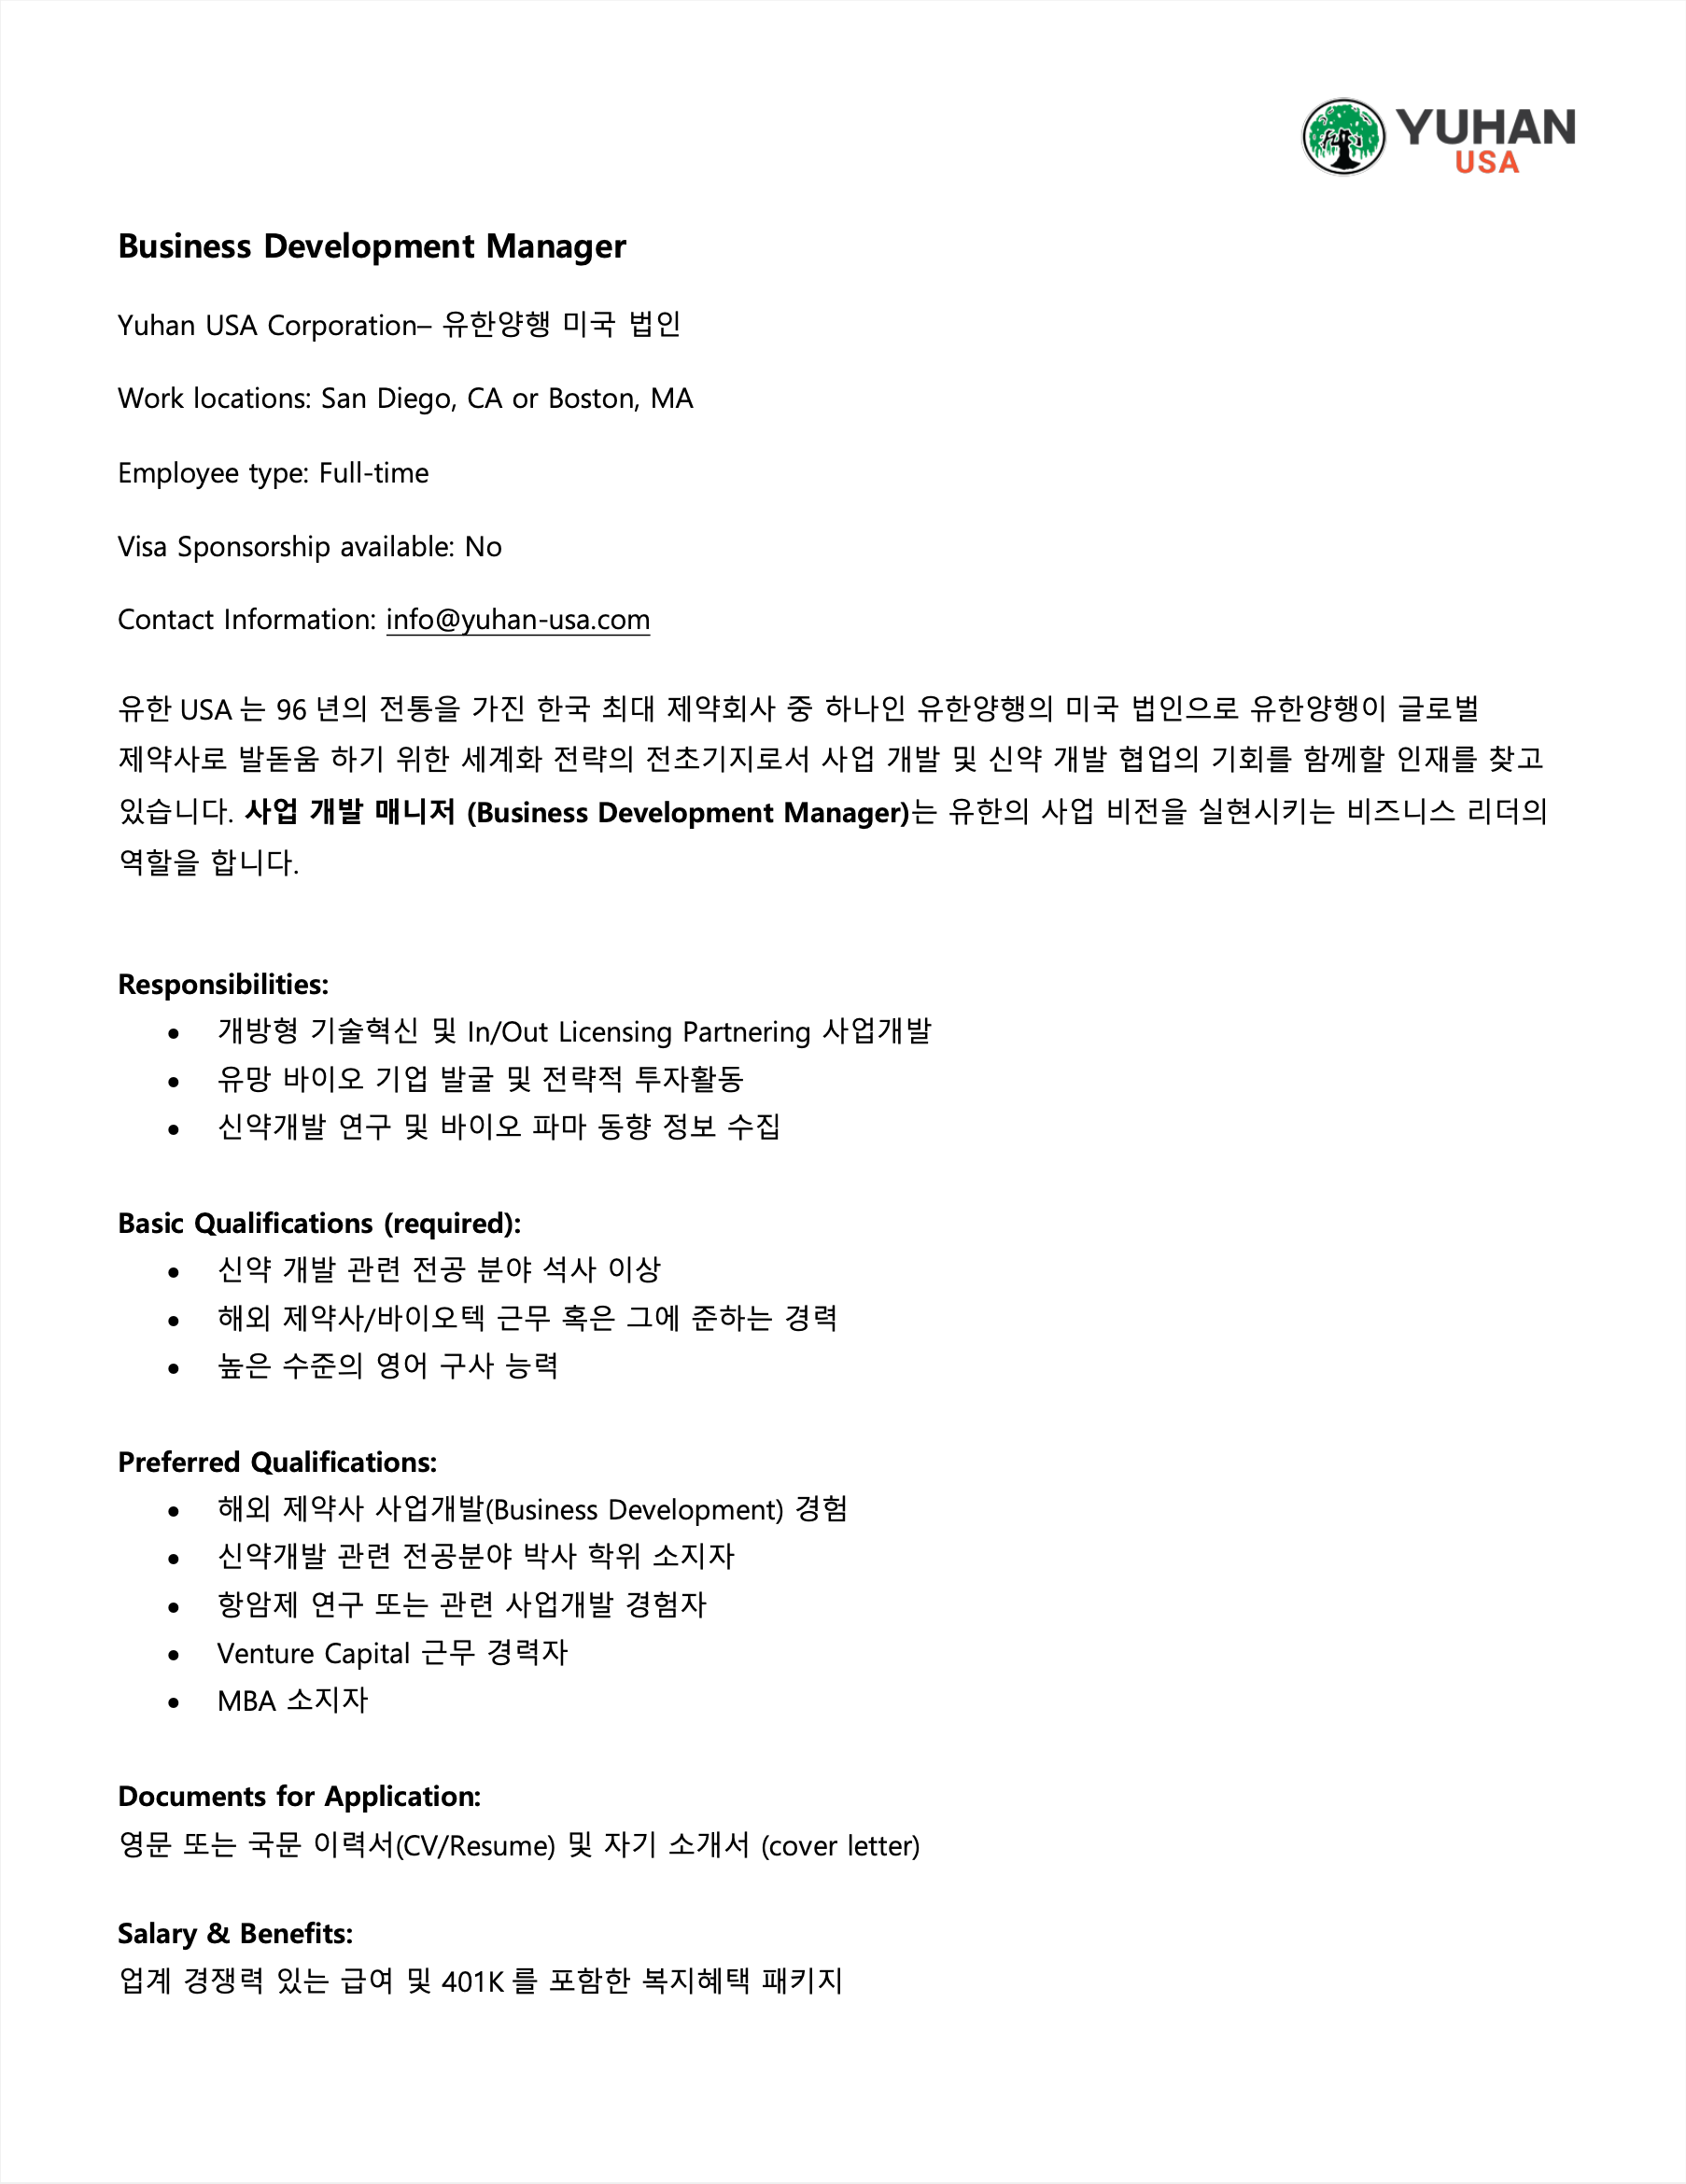 YUHAN
USA
Business Development Manager
Yuhan USA Corporation– 유한양행 미국 법인
Work locations: San Diego, CA or Boston, MA
Employee type: Full-time
Visa Sponsorship available: No
Contact Information: info@yuhan-usa.com
유한 USA 는 96 년의 전통을 가진 한국 최대 제약회사 중 하나인 유한양행의 미국 법인으로 유한양행이 글로벌
제약사로 발돋움 하기 위한 세계화 전략의 전초기지로서 사업 개발 및 신약 개발 협업의 기회를 함께할 인재를 찾고
있습니다. 사업 개발 매니저 (Business Development Manager)는 유한의 사업 비전을 실현시키는 비즈니스 리더의
역할을 합니다.
Responsibilities:
• 개방형 기술혁신 및 In/Out Licensing Partnering 사업개발
• 유망 바이오 기업 발굴 및 전략적 투자활동
• 신약개발 연구 및 바이오 파마 동향 정보 수집
Basic Qualifications (required):
• 신약 개발 관련 전공 분야 석사 이상
• 해외 제약사/바이오텍 근무 혹은 그에 준하는 경력
• 높은 수준의 영어 구사 능력
Preferred Qualifications:
• 해외 제약사 사업개발(Business Development) 경험
• 신약개발 관련 전공분야 박사 학위 소지자
• 항암제 연구 또는 관련 사업개발 경험자
• Venture Capital 근무 경력자
• MBA 소지자
Documents for Application:
영문 또는 국문 이력서(CV/Resume) 및 자기 소개서 (cover letter)
Salary & Benefits:
업계 경쟁력 있는 급여 및 401K 를 포함한 복지혜택 패키지